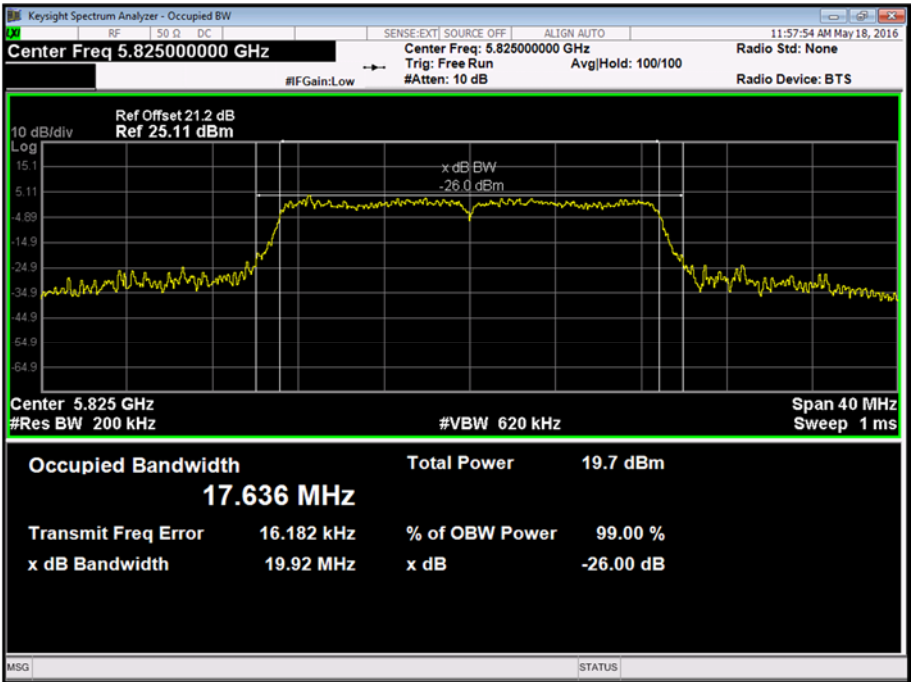 Keysight Spectrum Analyzer - Occupied BW
LXI RF 50 Ω DC SENSE:EXT SOURCE OFF ALIGN AUTO 11:57:54 AM May 18, 2016
Center Freq 5.825000000 GHz Center Freq: 5.825000000 GHz Radio Std: None
Trig: Free Run Avg|Hold: 100/100
#IFGain:Low #Atten: 10 dB Radio Device: BTS
Ref Offset 21.2 dB
10 dB/div Ref 25.11 dBm
Log
15.1
x dB BW
5.11
-26.0 dBm
-4.89
-14.9
-24.9
-34.9
-44.9
-54.9
-64.9
Center 5.825 GHz Span 40 MHz
#Res BW 200 kHz #VBW 620 kHz Sweep 1 ms
Occupied Bandwidth Total Power 19.7 dBm
17.636 MHz
Transmit Freq Error 16.182 kHz % of OBW Power 99.00 %
x dB Bandwidth 19.92 MHz x dB -26.00 dB
MSG STATUS